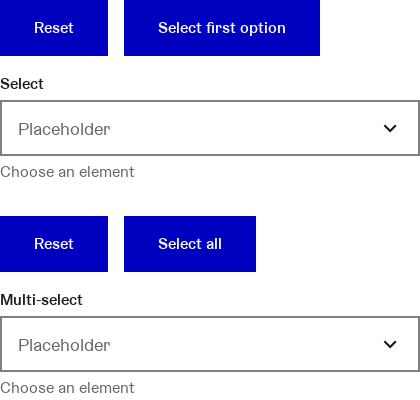 Reset
Select first option
Select
Placeholder
Choose an element
Reset
Select all
Multi-select
Placeholder
Choose an element